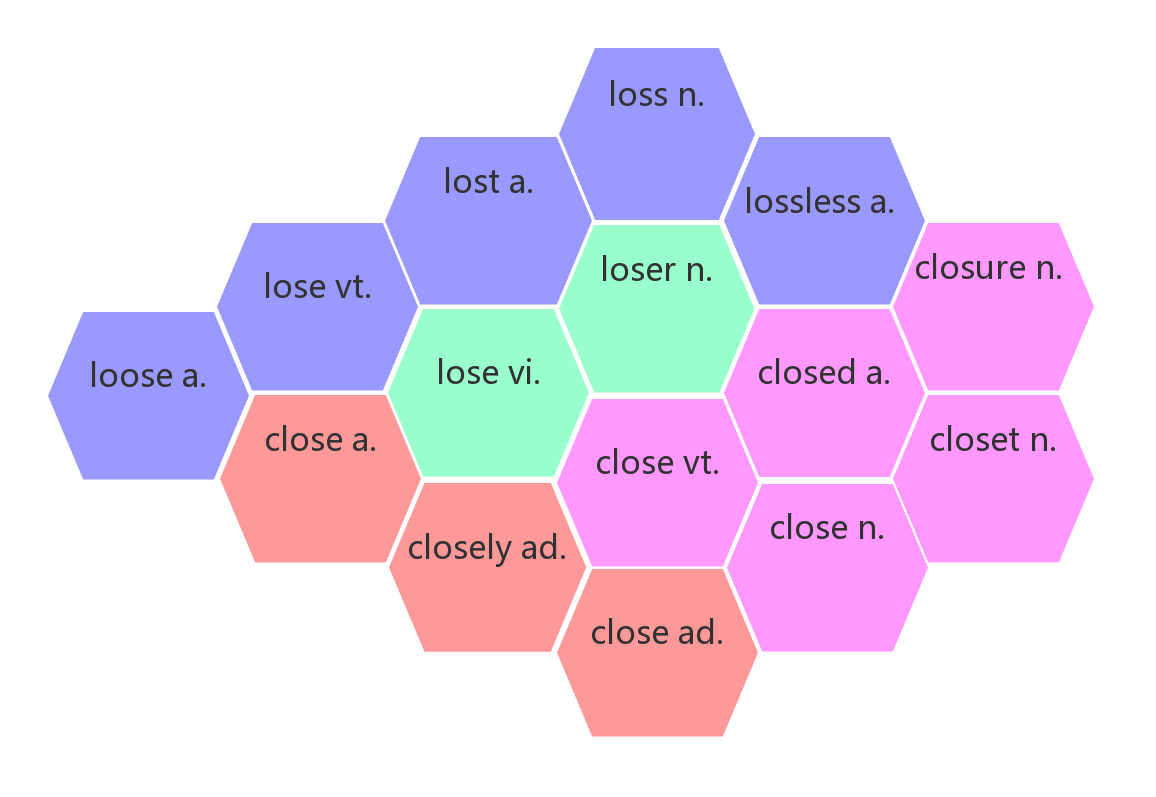 loss n.
lost a.
lossless a.
loser n.
closure n.
lose vt.
loose a.
lose vi.
closed a.
close a.
closet n.
close vt.
closely ad.
close n.
close ad.